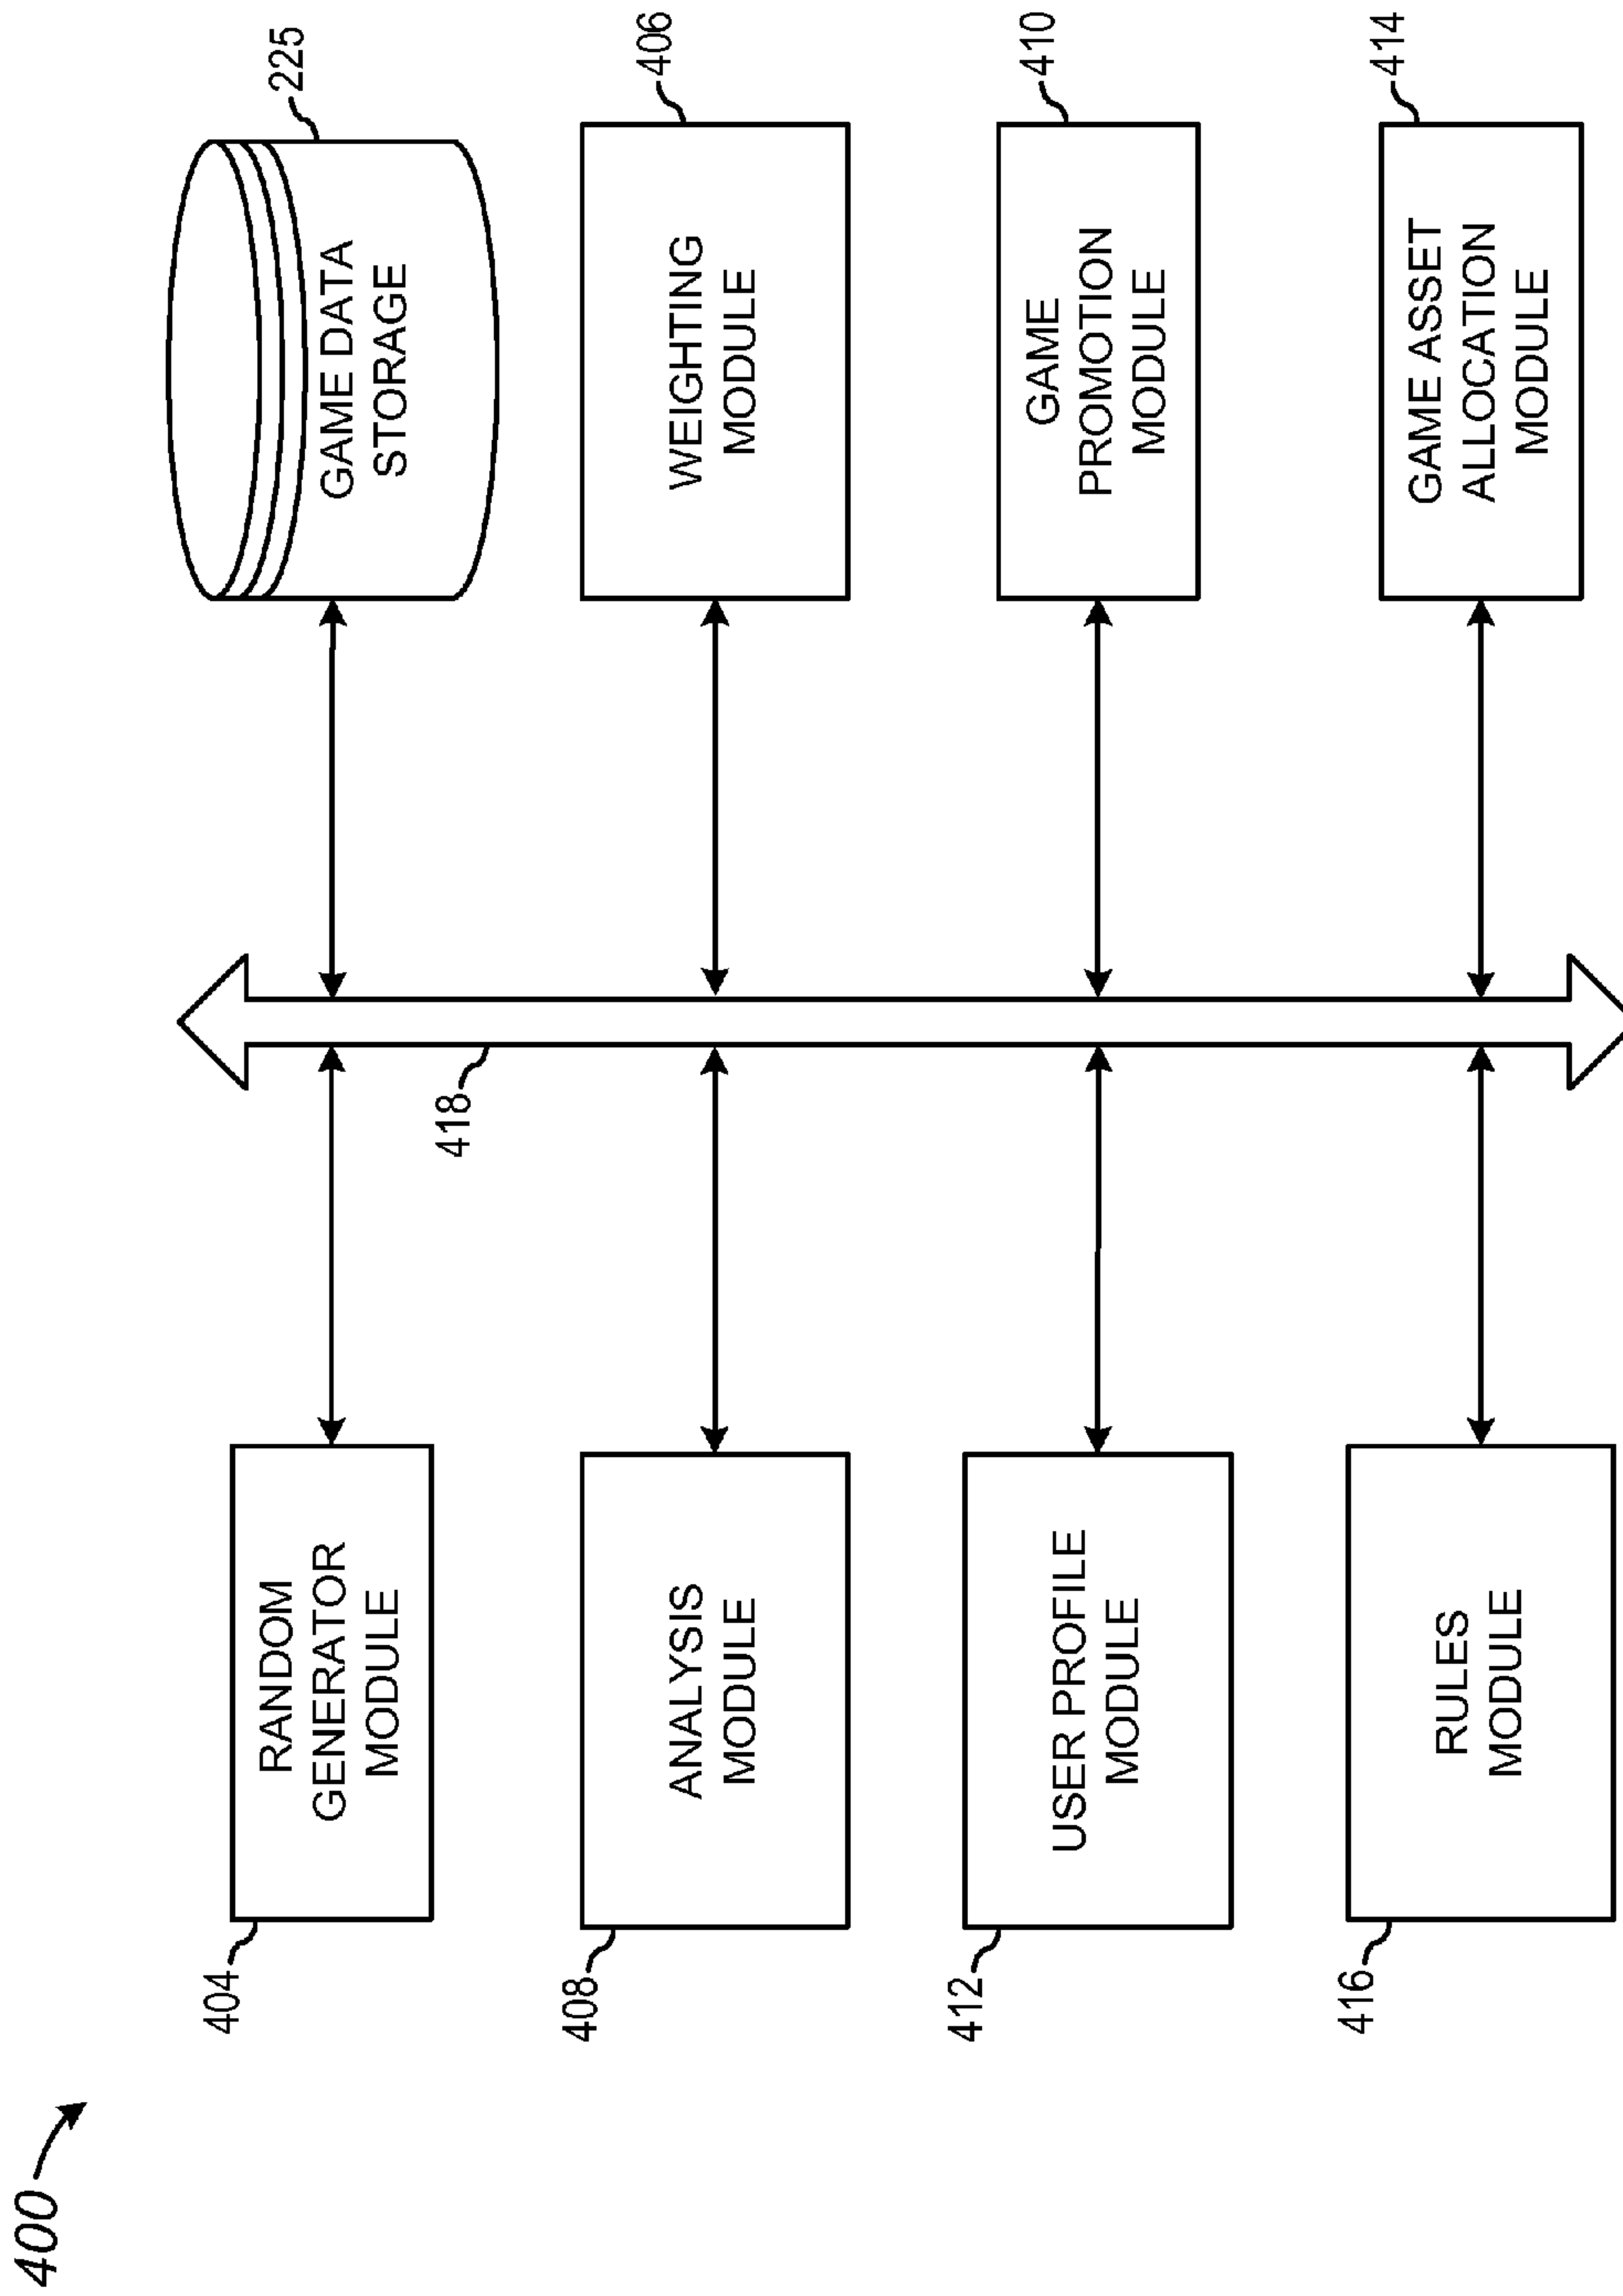 400
404
RANDOM
GENERATOR
MODULE
GAME DATA
STORAGE
225
418
408
ANALYSIS
MODULE
WEIGHTING
MODULE
406
412
USER PROFILE
MODULE
GAME
PROMOTION
MODULE
410
416
RULES
MODULE
GAME ASSET
ALLOCATION
MODULE
414